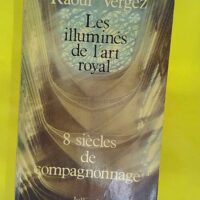 Raoul Vergez
Les
illuminés
de l'art
royal
8 siècles
de
compagnonnage